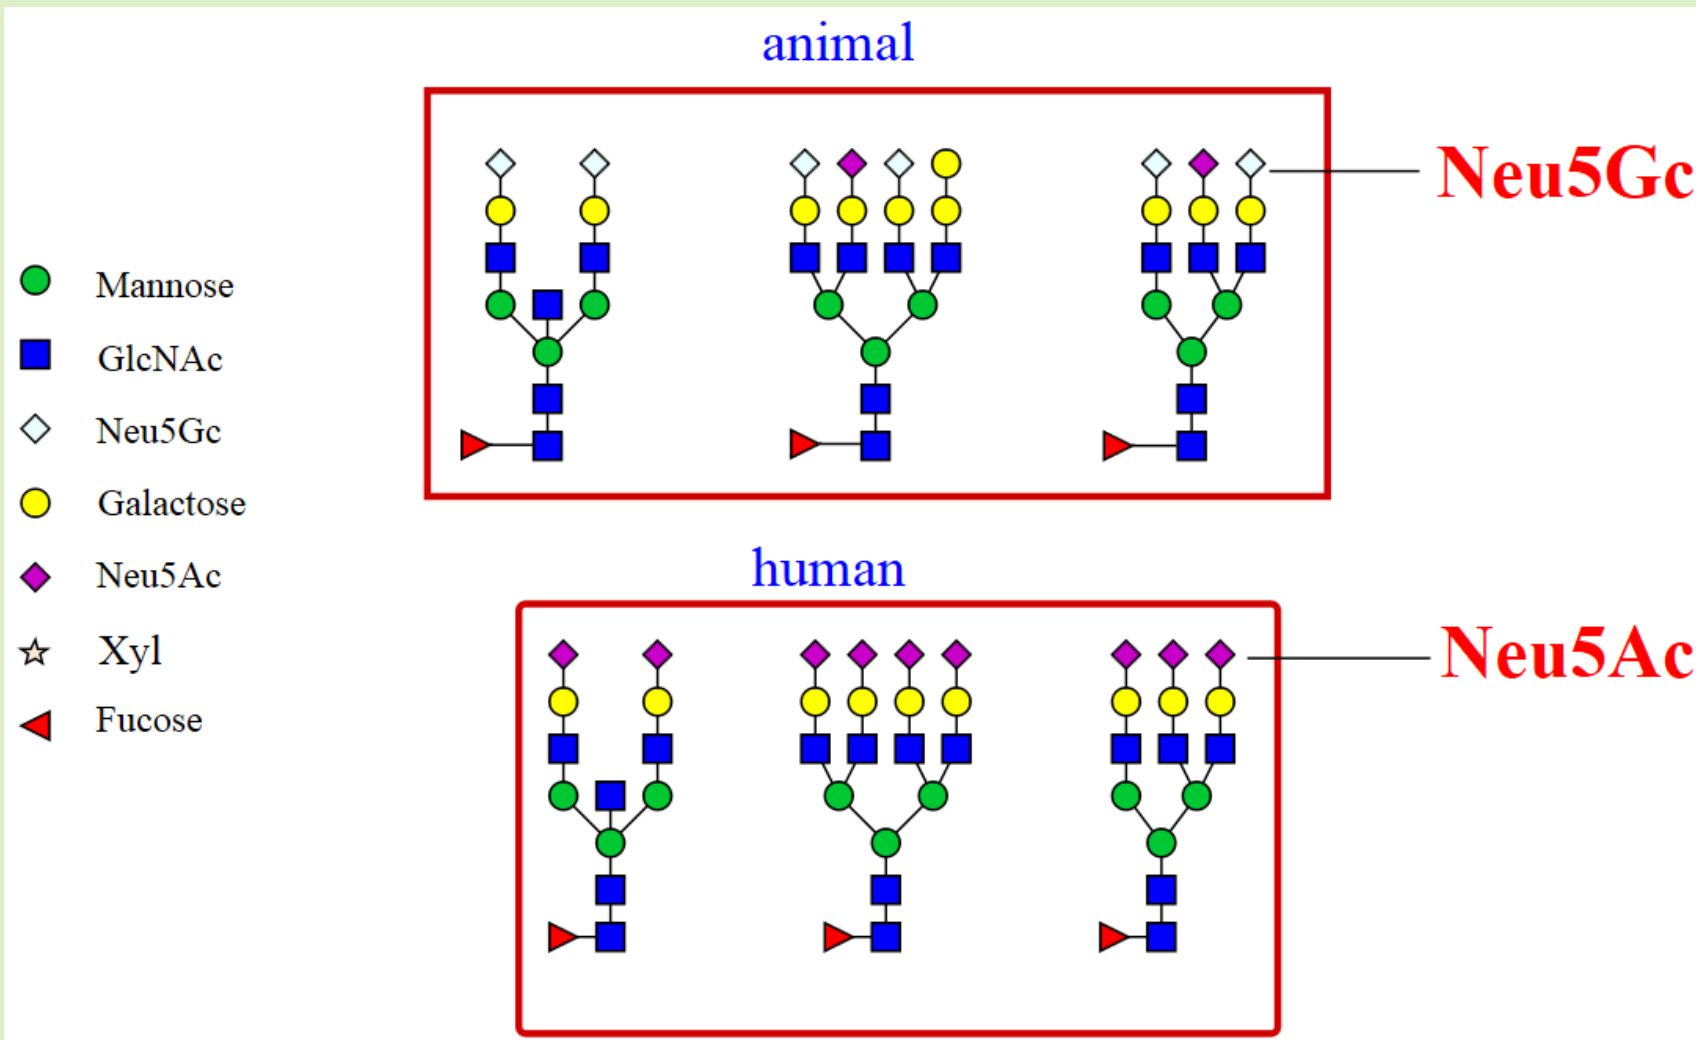 animal
Neu5Gc
Mannose
GlcNAc
Neu5Gc
Galactose
Neu5Ac
Xyl
Fucose
human
Neu5Ac